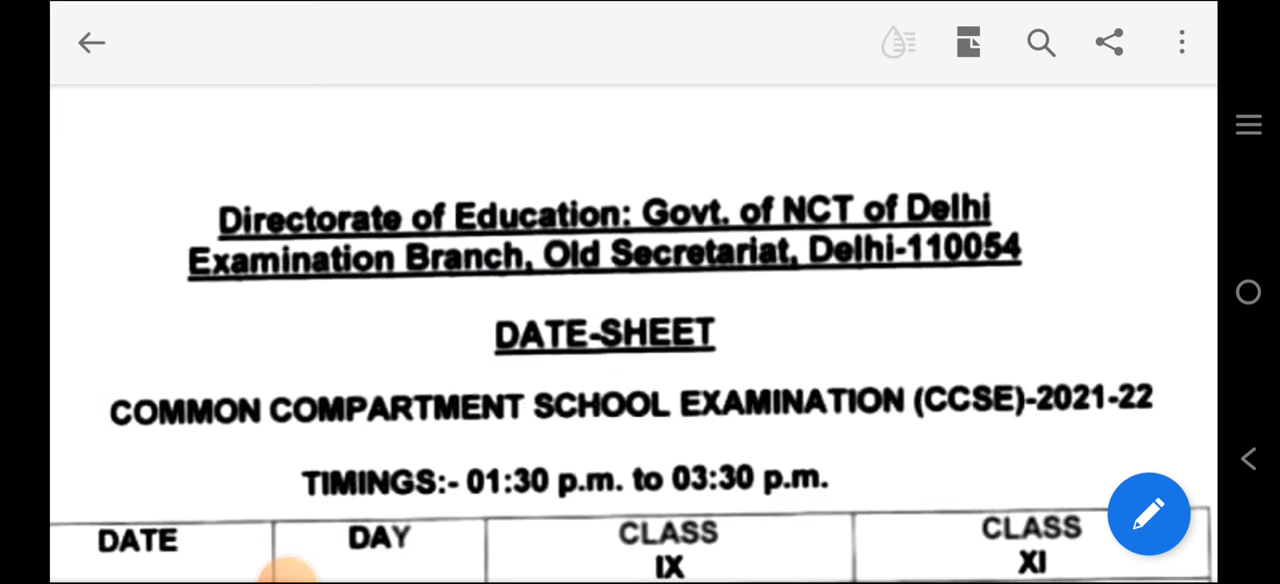 Directorate of Education: Govt. of NCT of Delhi
Examination Branch, Old Secretariat, Delhi-110054
DATE-SHEET
COMMON COMPARTMENT SCHOOL EXAMINATION (CCSE)-2021-22
TIMINGS:- 01:30 p.m. to 03:30 p.m.
DATE DAY CLASS CLASS
IX XI